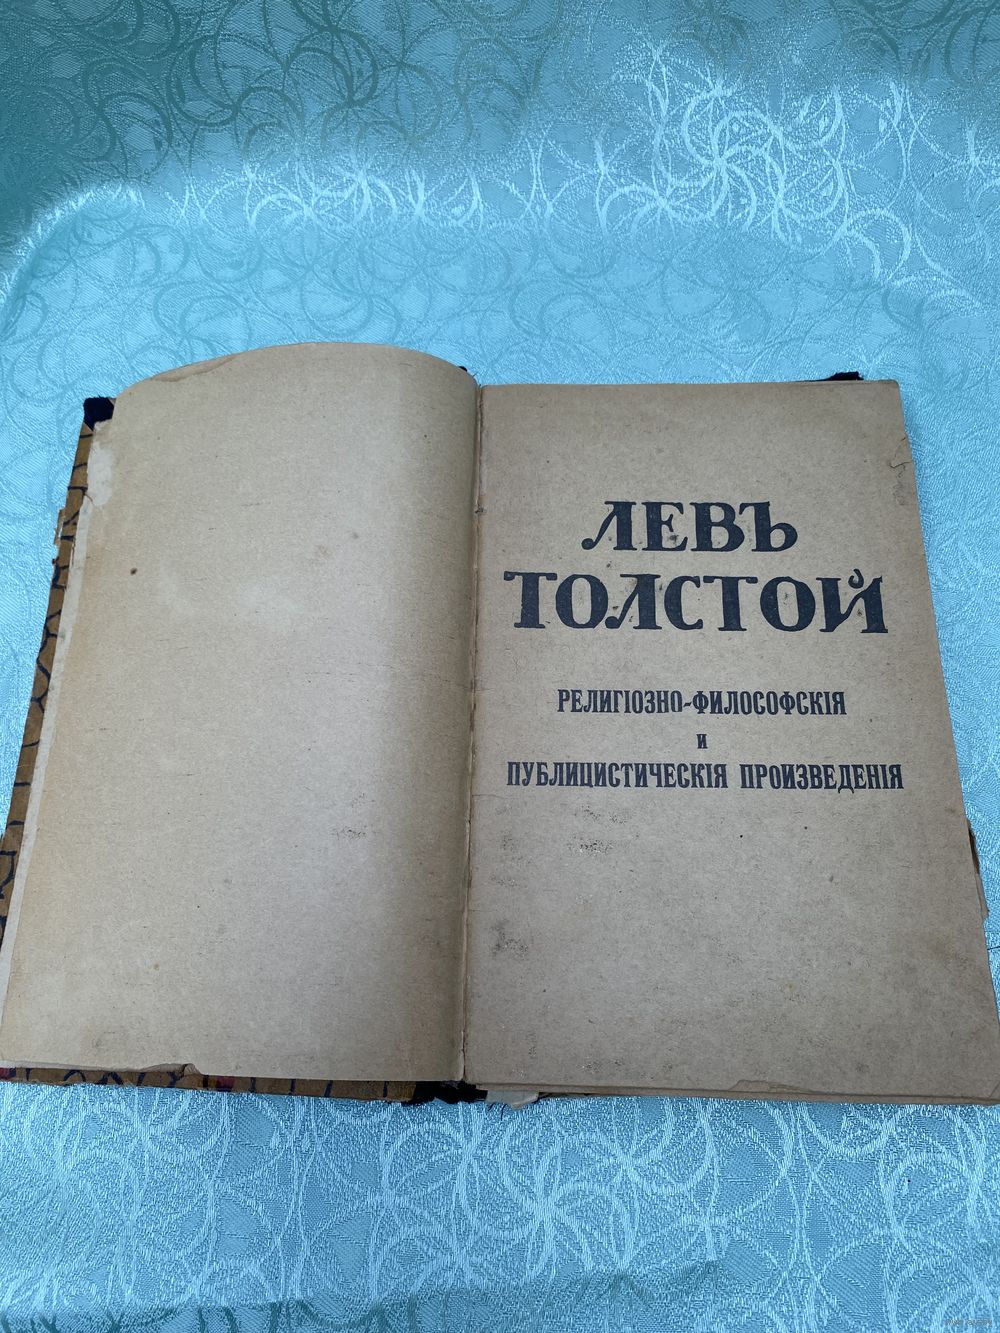 ЛЕВЪ
ТОЛСТОЙ
РЕЛИГІОЗНО-ФИЛОСОФСКІЯ
И
ПУБЛИЦИСТИЧЕСКІЯ ПРОИЗВЕДЕНІЯ